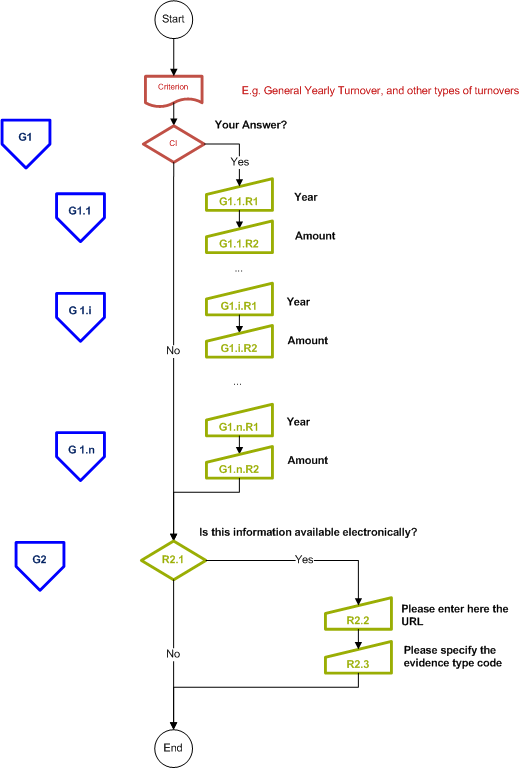 Start
Criterion
E.g. General Yearly Turnover, and other types of turnovers
Your Answer?
G1
CI
Yes
G1.1
G1.1.R1
Year
G1.1.R2
Amount
...
G 1.i
G1.i.R1
Year
G1.i.R2
Amount
No
...
G 1.n
G1.n.R1
Year
G1.n.R2
Amount
Is this information available electronically?
G2
R2.1
Yes
R2.2
Please enter here the
URL
R2.3
Please specify the
evidence type code
No
End